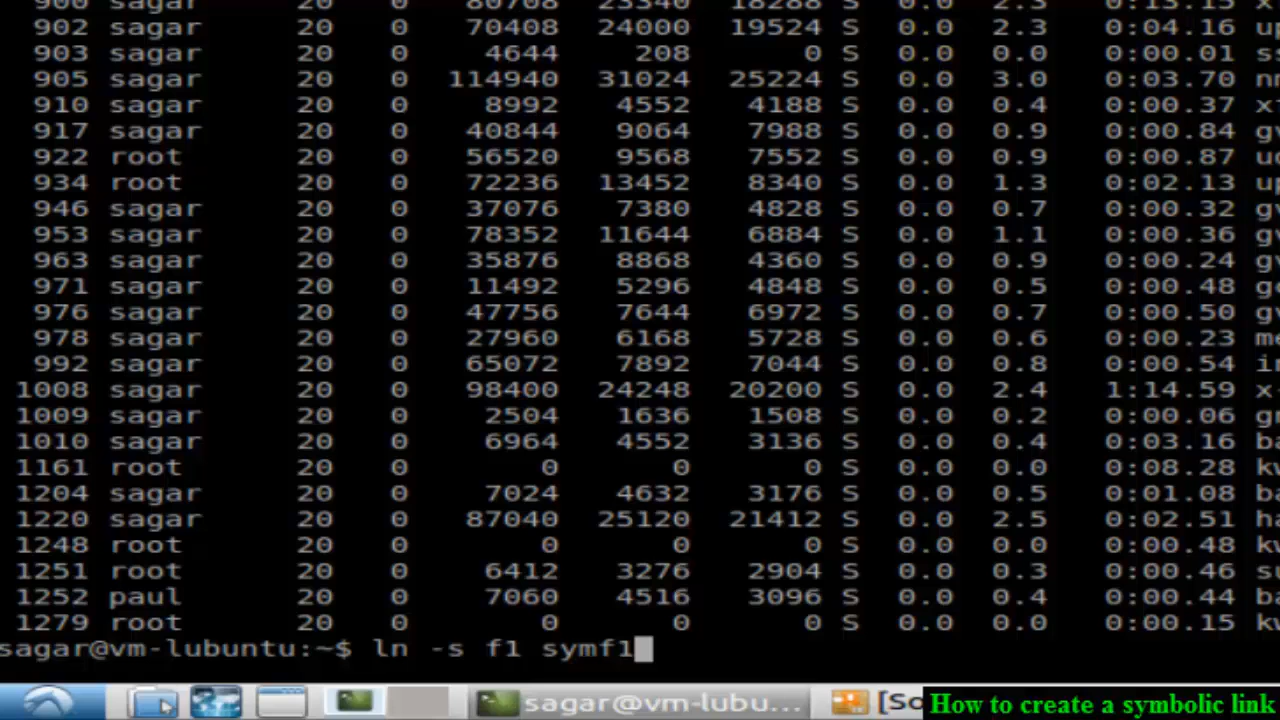 900 sagar 20 0 80708 23340 18288 S 0.0 2.3 0:13.15
902 sagar 20 0 70408 24000 19524 S 0.0 2.3 0:04.16
903 sagar 20 0 4644 208 0 S 0.0 0.0 0:00.01
905 sagar 20 0 114940 31024 25224 S 0.0 3.0 0:03.70
910 sagar 20 0 8992 4552 4188 S 0.0 0.4 0:00.37
917 sagar 20 0 40844 9064 7988 S 0.0 0.9 0:00.84
922 root 20 0 56520 9568 7552 S 0.0 0.9 0:00.87
934 root 20 0 72236 13452 8340 S 0.0 1.3 0:02.13
946 sagar 20 0 37076 7380 4828 S 0.0 0.7 0:00.32
953 sagar 20 0 78352 11644 6884 S 0.0 1.1 0:00.36
963 sagar 20 0 35876 8868 4360 S 0.0 0.9 0:00.24
971 sagar 20 0 11492 5296 4848 S 0.0 0.5 0:00.48
976 sagar 20 0 47756 7644 6972 S 0.0 0.7 0:00.50
978 sagar 20 0 27960 6168 5728 S 0.0 0.6 0:00.23
992 sagar 20 0 65072 7892 7044 S 0.0 0.8 0:00.54
1008 sagar 20 0 98400 24248 20200 S 0.0 2.4 1:14.59
1009 sagar 20 0 2504 1636 1508 S 0.0 0.2 0:00.06
1010 sagar 20 0 6964 4552 3136 S 0.0 0.4 0:03.16
1161 root 20 0 0 0 0 S 0.0 0.0 0:08.28
1204 sagar 20 0 7024 4632 3176 S 0.0 0.5 0:01.08
1220 sagar 20 0 87040 25120 21412 S 0.0 2.5 0:02.51
1248 root 20 0 0 0 0 S 0.0 0.0 0:00.48
1251 root 20 0 6412 3276 2904 S 0.0 0.3 0:00.46
1252 paul 20 0 7060 4516 3096 S 0.0 0.4 0:00.44
1279 root 20 0 0 0 0 S 0.0 0.0 0:00.15
sagar@vm-lubuntu:~$ ln -s f1 symf1
sagar@vm-lubu... [So
How to create a symbolic link